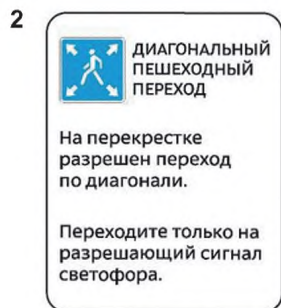 2
ДИАГОНАЛЬНЫЙ
ПЕШЕХОДНЫЙ
ПЕРЕХОД
На перекрестке
разрешен переход
по диагонали.
Переходите только на
разрешающий сигнал
светофора.